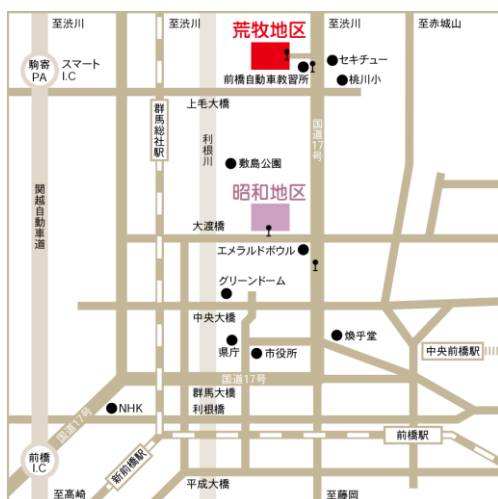 至渋川
至渋川
至渋川
至赤城山
荒牧地区
駒寄
PA
スマート
I.C
セキチュー
前橋自動車教習所
桃川小
上毛大橋
群馬総社駅
利根川
国道17号
敷島公園
昭和地区
関越自動車道
大渡橋
エメラルドボウル
グリーンドーム
中央大橋
煥乎堂
県庁
市役所
中央前橋駅
国道17号
群馬大橋
NHK
利根橋
国道17号
前橋駅
前橋
I.C
新前橋駅
平成大橋
至高崎
至藤岡